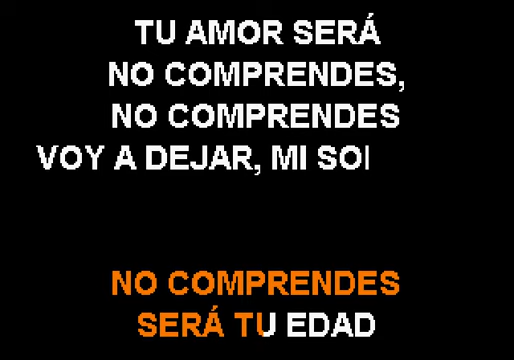 TU AMOR SERÁ
NO COMPRENDES,
NO COMPRENDES
VOY A DEJAR, MI
NO COMPRENDES
SERÁ TU EDAD